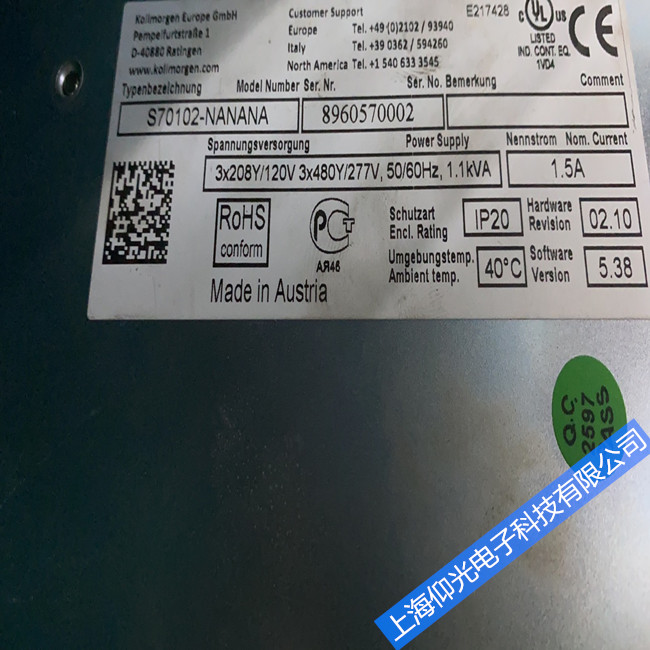 Kollmorgen Europe GmbH
Pempelfurtstraße 1
D-40880 Ratingen
www.kollmorgen.com
Customer Support
Europe Tel. +49 (0)2102 / 93940
Italy Tel. +39 0362 / 594260
North America Tel. +1 540 633 3545
E217428
c UL us
LISTED
IND. CONT. EQ.
1VD4
CE
Typenbezeichnung Model Number Ser. Nr. Ser. No. Bemerkung Comment
S70102-NANANA 8960570002
Spannungsversorgung Power Supply Nennstrom Nom. Current
3x208Y/120V 3x480Y/277V, 50/60Hz, 1.1kVA 1.5A
RoHS
conform
PCT
АЯ46
Schutzart
Encl. Rating
IP20
Hardware
Revision
02.10
Umgebungstemp.
Ambient temp.
40°C
Software
Version
5.38
Made in Austria
Q.C.
2597
上海仰光电子科技有限公司